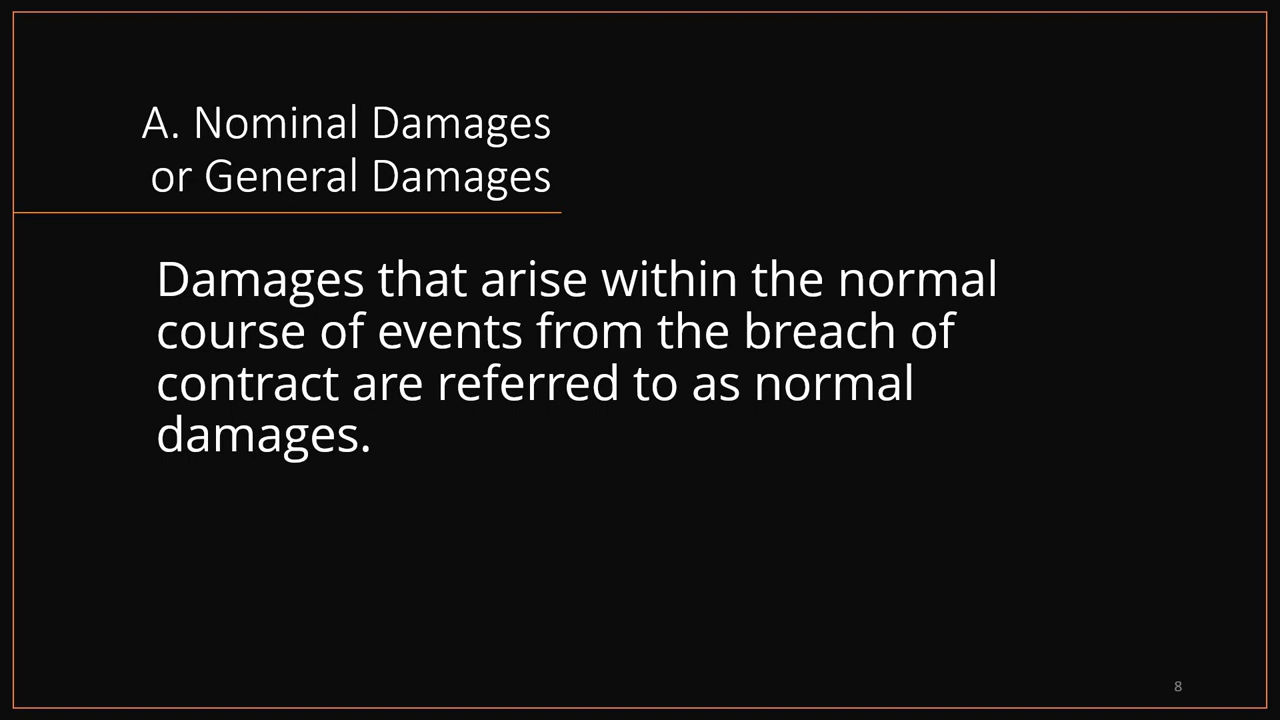 A. Nominal Damages
or General Damages
Damages that arise within the normal
course of events from the breach of
contract are referred to as normal
damages.
8